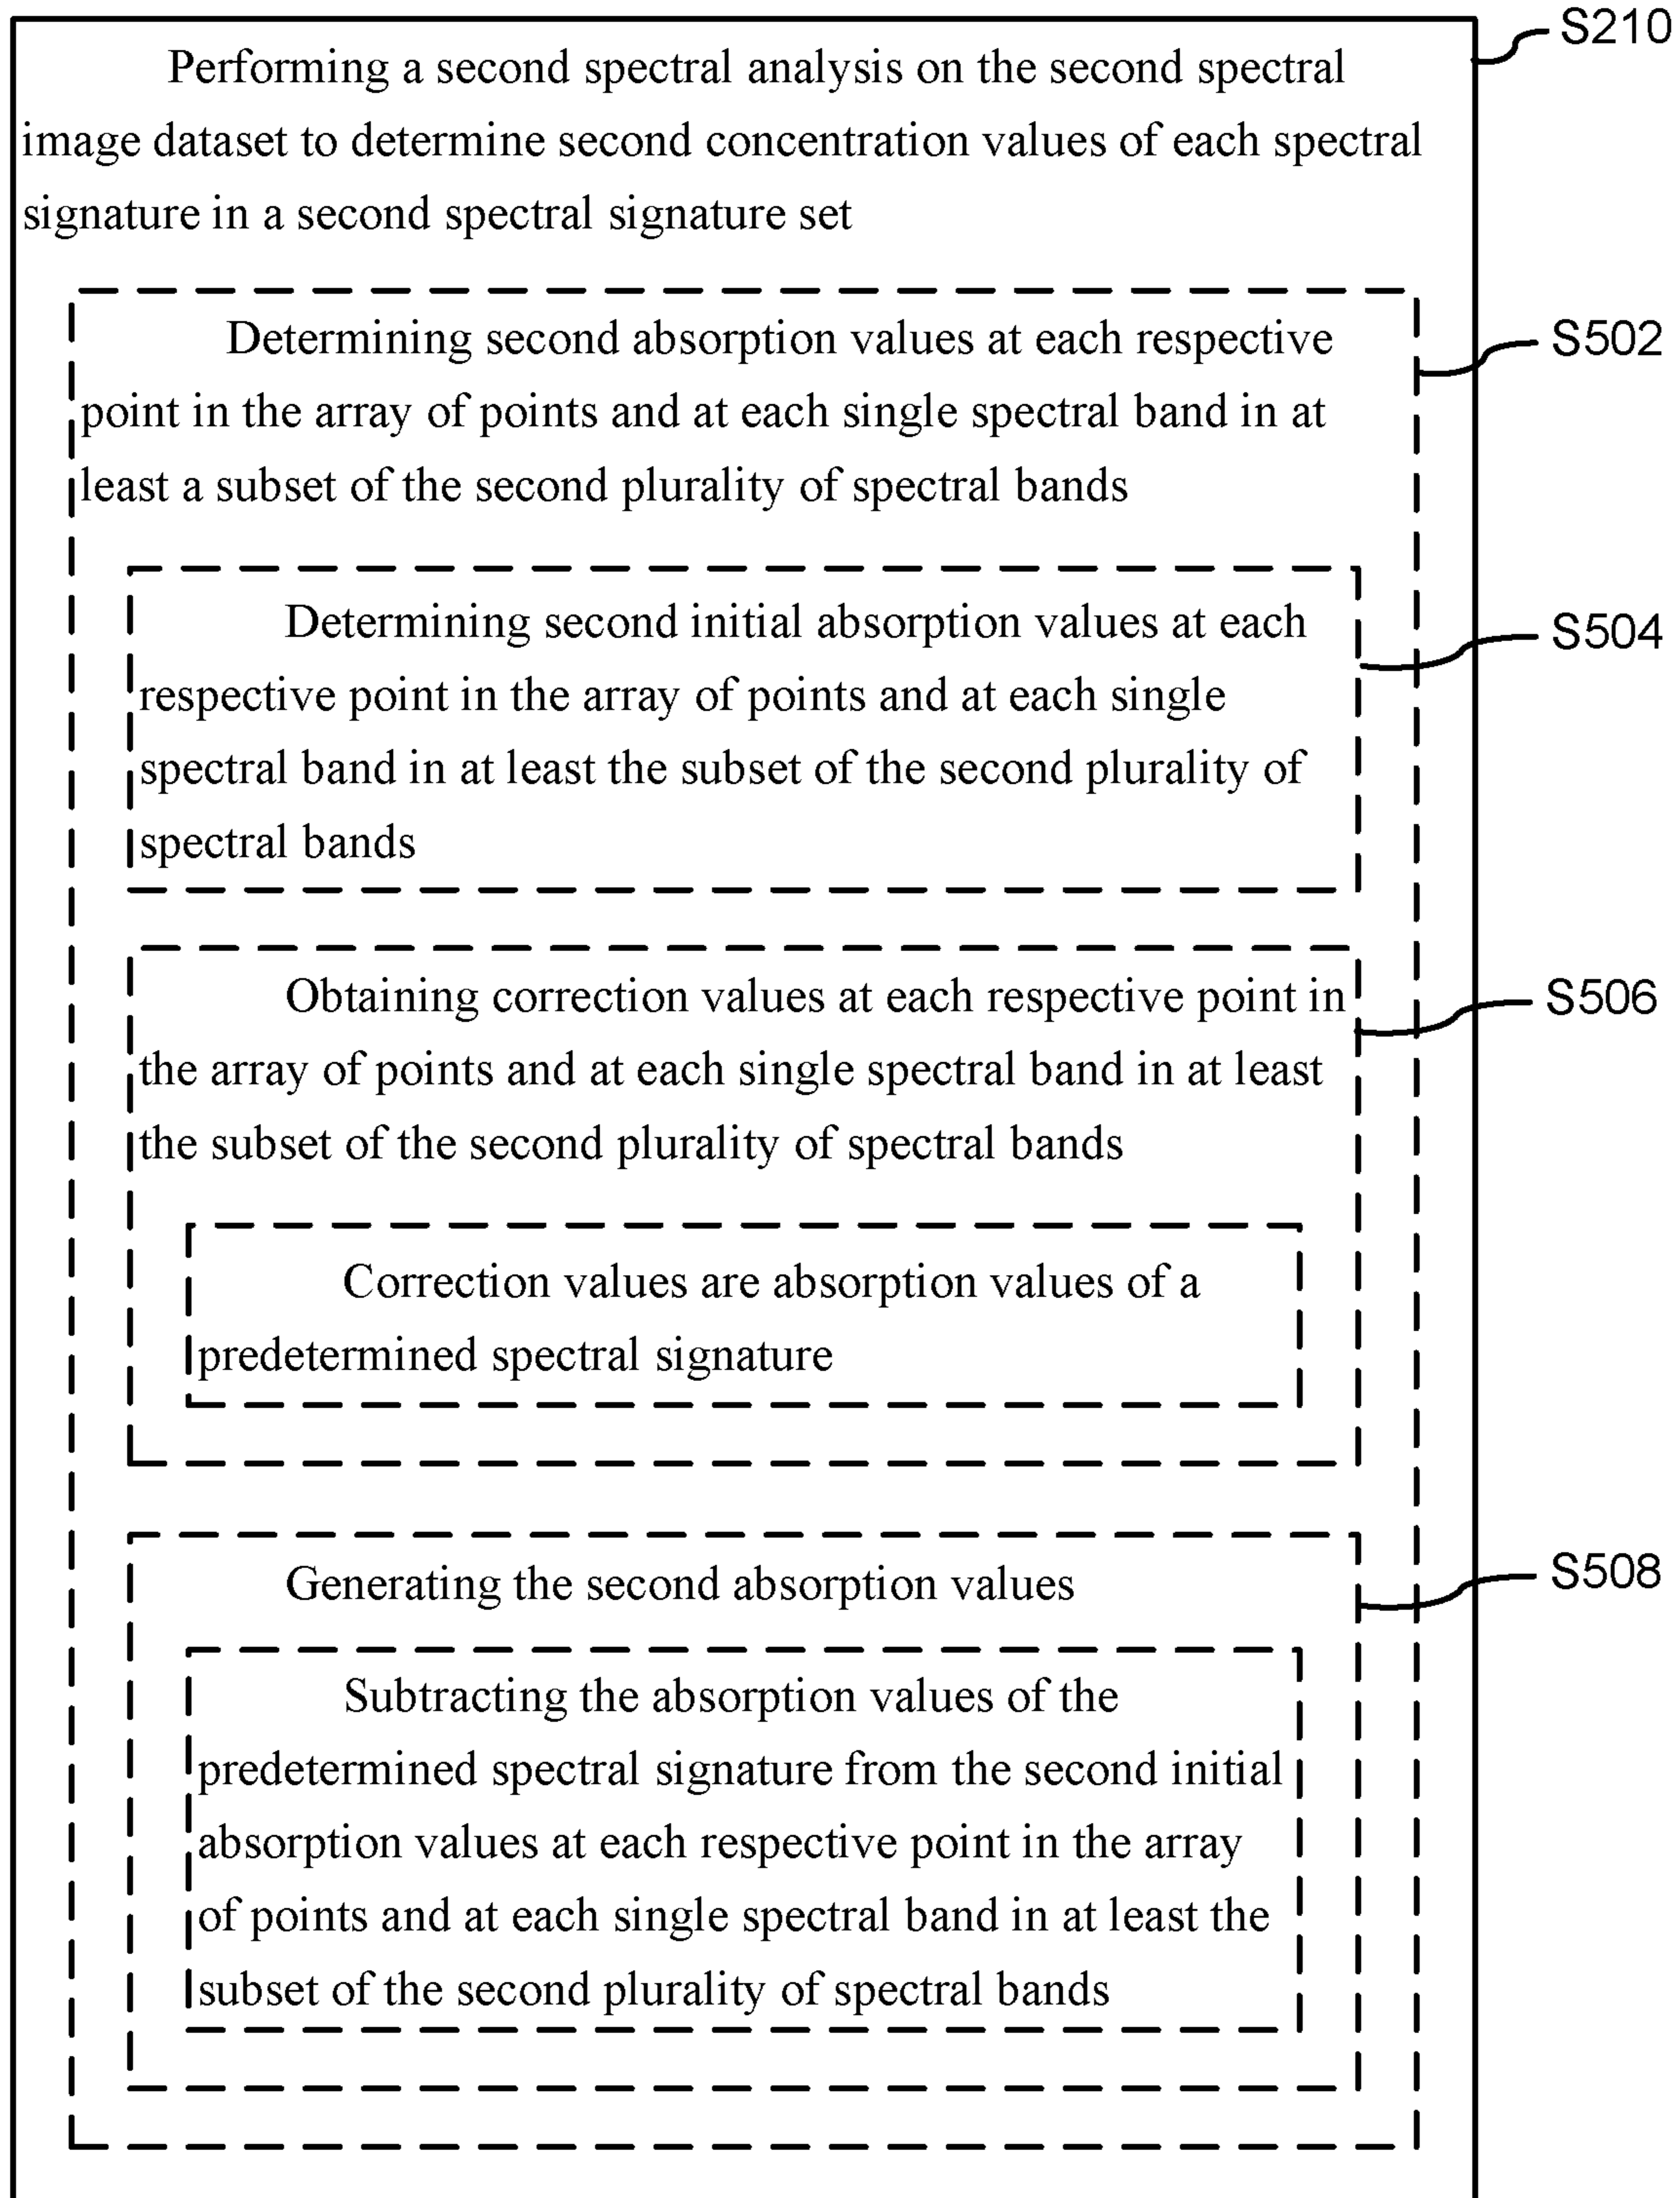 S210
Performing a second spectral analysis on the second spectral
image dataset to determine second concentration values of each spectral
signature in a second spectral signature set
Determining second absorption values at each respective
point in the array of points and at each single spectral band in at
least a subset of the second plurality of spectral bands
S502
Determining second initial absorption values at each
respective point in the array of points and at each single
spectral band in at least the subset of the second plurality of
spectral bands
S504
Obtaining correction values at each respective point in
the array of points and at each single spectral band in at least
the subset of the second plurality of spectral bands
S506
Correction values are absorption values of a
predetermined spectral signature
Generating the second absorption values
S508
Subtracting the absorption values of the
predetermined spectral signature from the second initial
absorption values at each respective point in the array
of points and at each single spectral band in at least the
subset of the second plurality of spectral bands